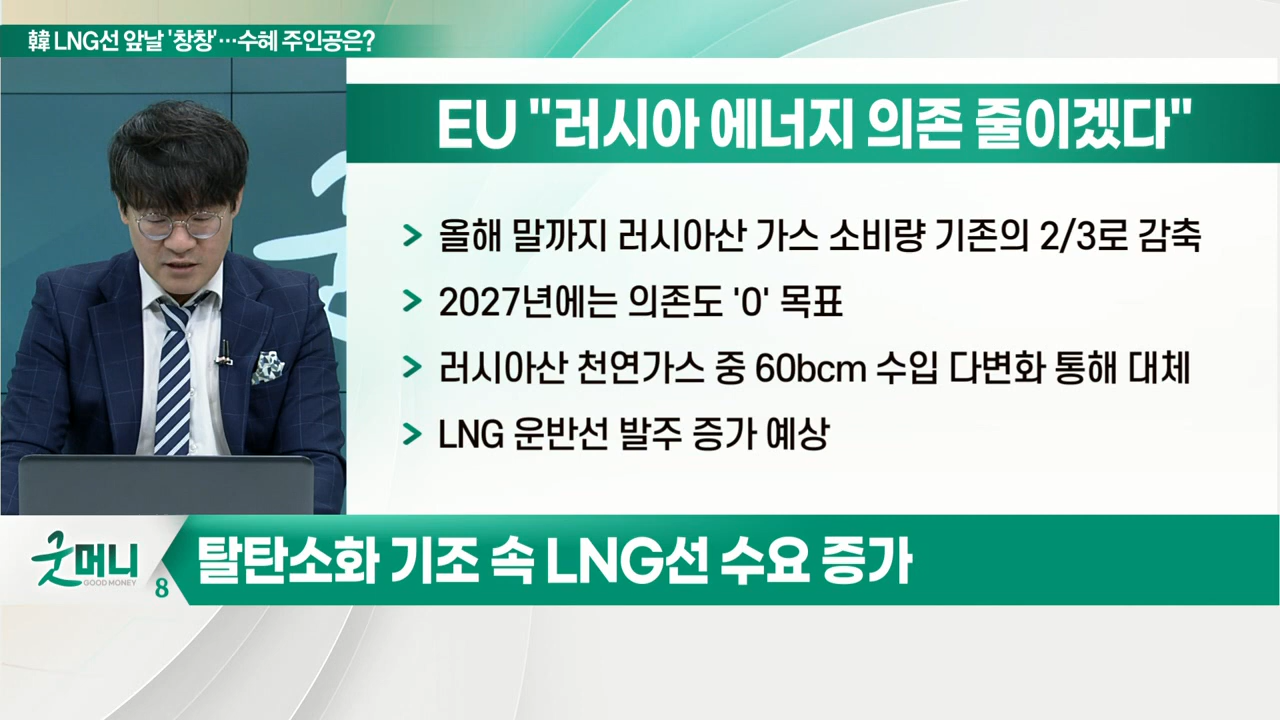 韓 LNG선 앞날 '창창'…수혜 주인공은?
EU "러시아 에너지 의존 줄이겠다"
> 올해 말까지 러시아산 가스 소비량 기존의 2/3로 감축
> 2027년에는 의존도 '0' 목표
> 러시아산 천연가스 중 60bcm 수입 다변화 통해 대체
> LNG 운반선 발주 증가 예상
굿머니
GOOD MONEY
8
탈탄소화 기조 속 LNG선 수요 증가